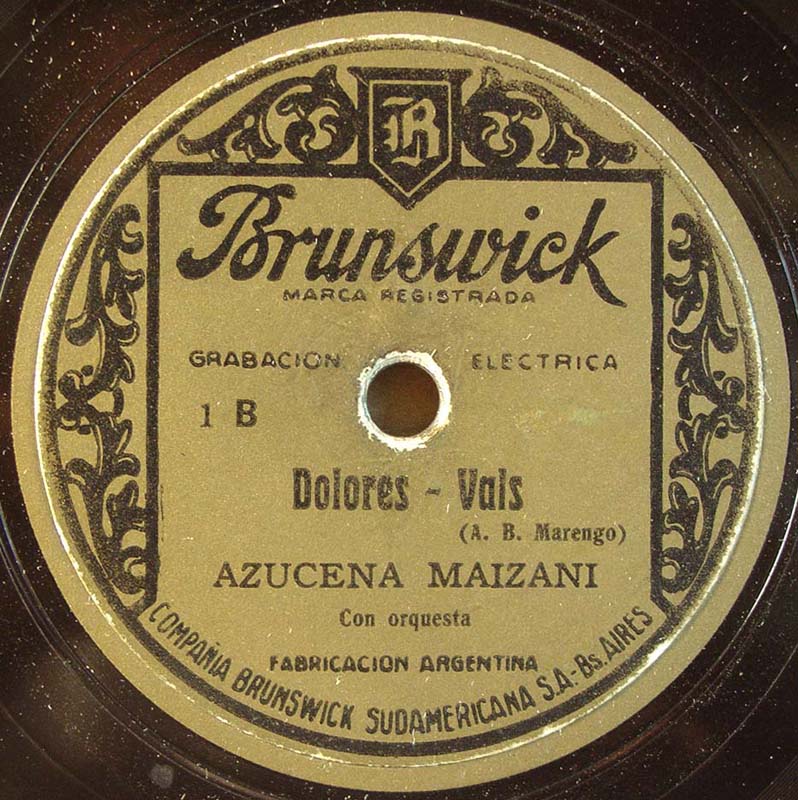 B
Brunswick
MARCA REGISTRADA
GRABACION ELECTRICA
1 B
Dolores - Vals
(A. B. Marengo)
AZUCENA MAIZANI
Con orquesta
FABRICACION ARGENTINA
COMPAÑIA BRUNSWICK SUDAMERICANA S.A.-Bs. AIRES